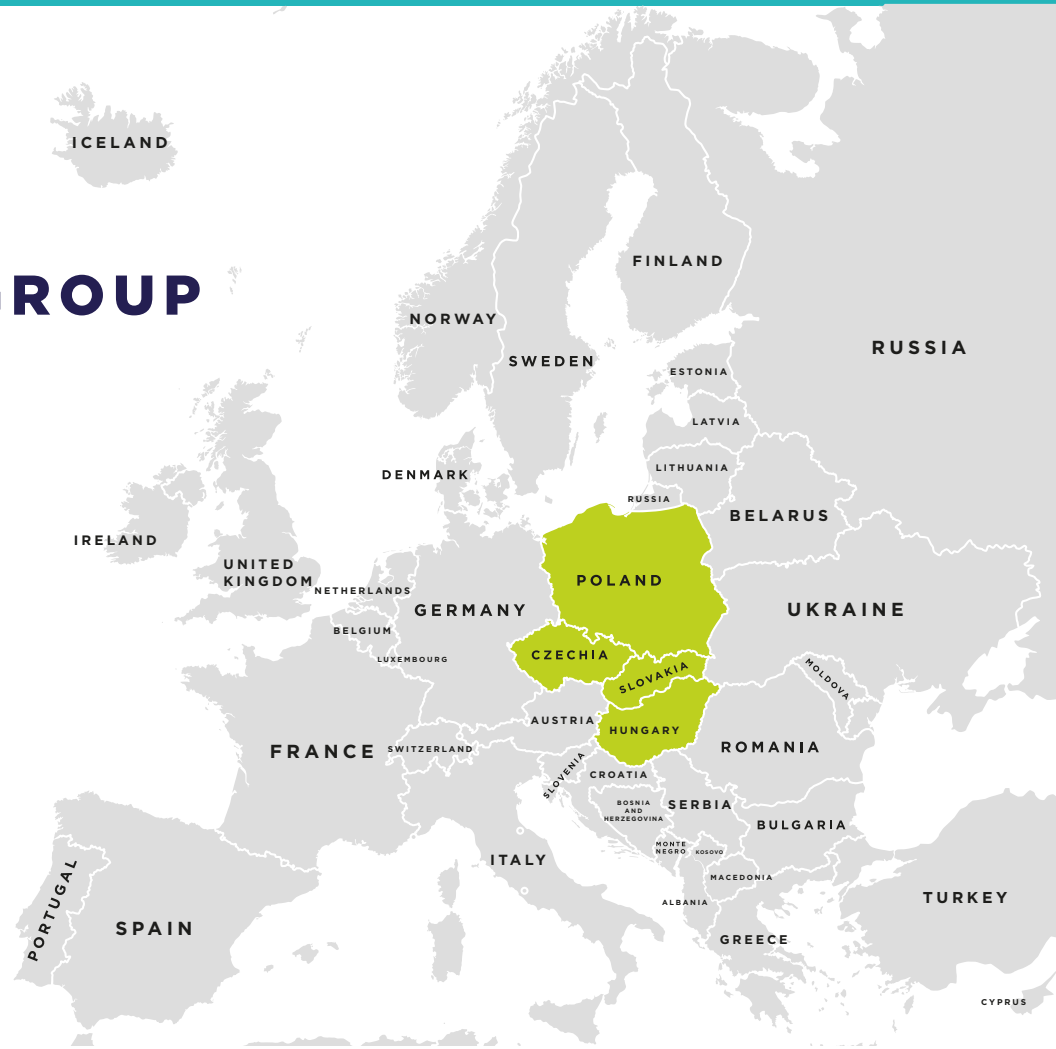 ICELAND
GROUP
FINLAND
NORWAY
RUSSIA
SWEDEN
ESTONIA
LATVIA
LITHUANIA
DENMARK
RUSSIA
BELARUS
IRELAND
UNITED
KINGDOM
POLAND
NETHERLANDS
GERMANY
UKRAINE
BELGIUM
CZECHIA
LUXEMBOURG
SLOVAKIA
MOLDOVA
AUSTRIA
HUNGARY
FRANCE
SWITZERLAND
ROMANIA
SLOVENIA
CROATIA
BOSNIA
AND
HERZEGOVINA
SERBIA
BULGARIA
MONTE
NEGRO
KOSOVO
ITALY
MACEDONIA
PORTUGAL
ALBANIA
TURKEY
SPAIN
GREECE
CYPRUS